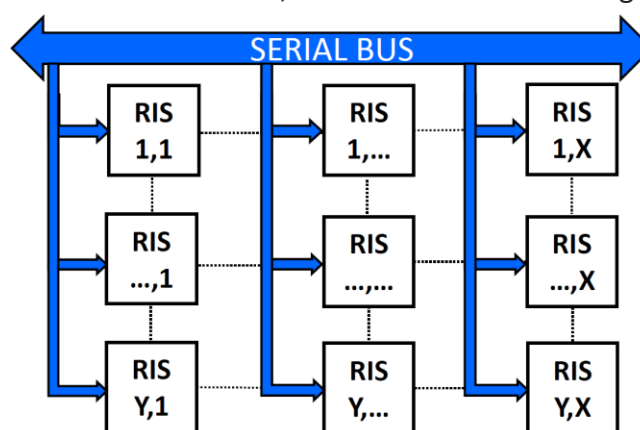 SERIAL BUS
RIS
1,1
RIS
1,...
RIS
1,X
RIS
...,1
RIS
...,...
RIS
...,X
RIS
Y,1
RIS
Y,...
RIS
Y,X